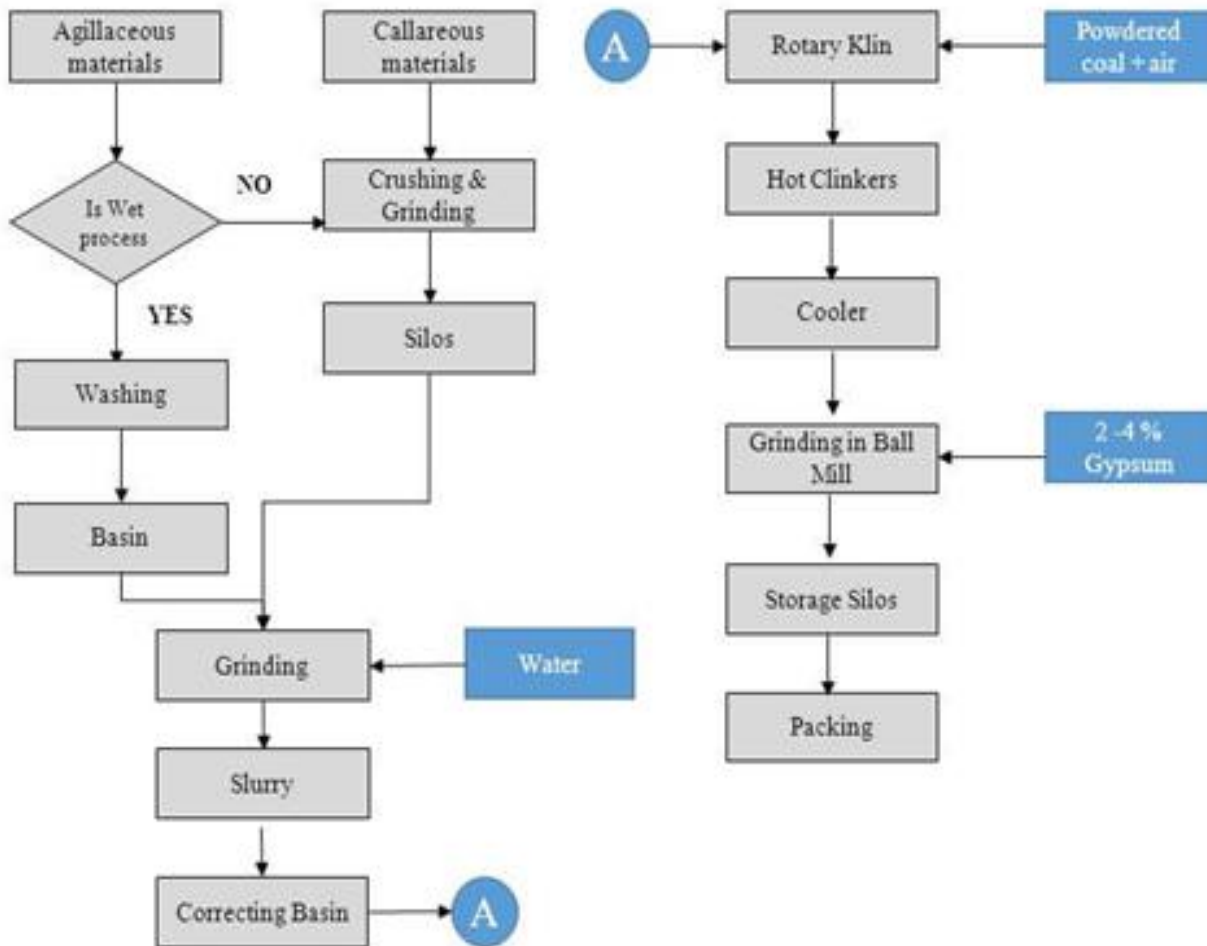 Agillaceous
materials
Callareous
materials
Is Wet
process
NO
YES
Crushing &
Grinding
Silos
Washing
Basin
Grinding
Water
Slurry
Correcting Basin
A
A
Rotary Klin
Powdered
coal + air
Hot Clinkers
Cooler
Grinding in Ball
Mill
2 -4 %
Gypsum
Storage Silos
Packing